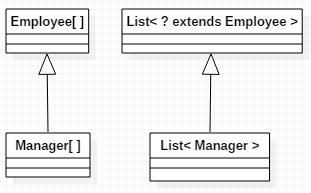 Employee[ ]
List< ? extends Employee >
Manager[ ]
List< Manager >